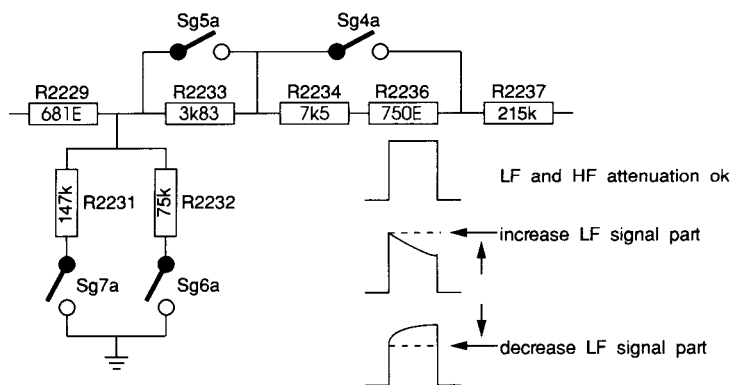 Sg5a
Sg4a
R2229
R2233
R2234
R2236
R2237
681E
3k83
7k5
750E
215k
147k
R2231
75k
R2232
Sg7a
Sg6a
LF and HF attenuation ok
increase LF signal part
decrease LF signal part